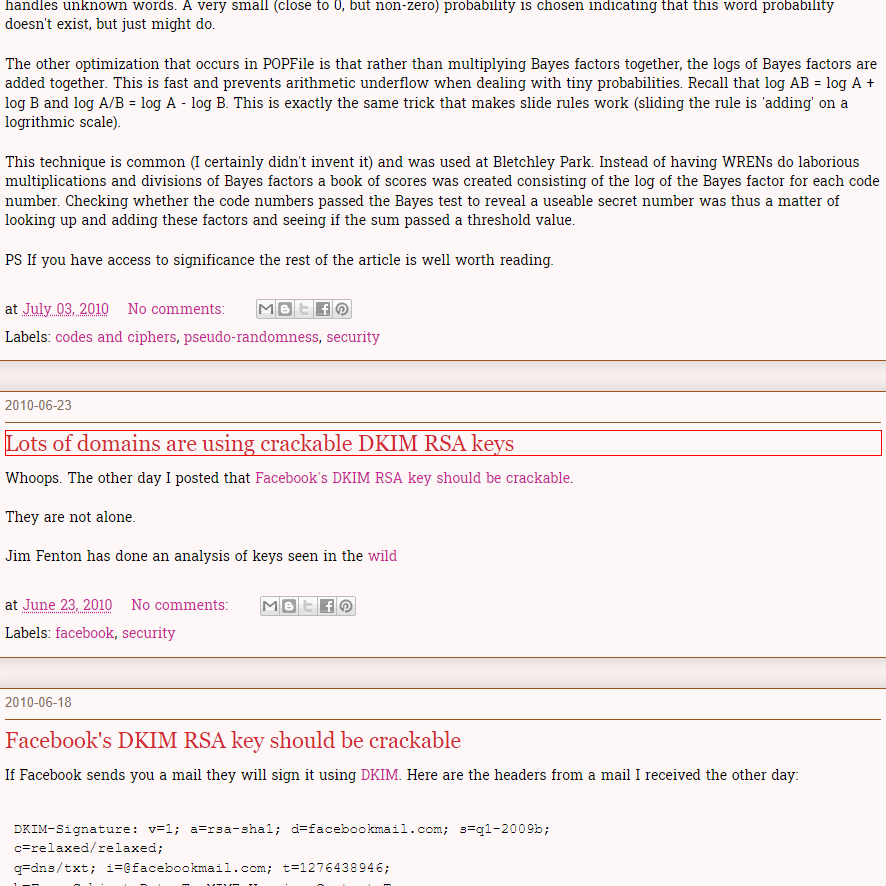 handles unknown words. A very small (close to 0, but non-zero) probability is chosen indicating that this word probability
doesn't exist, but just might do.
The other optimization that occurs in POPFile is that rather than multiplying Bayes factors together, the logs of Bayes factors are
added together. This is fast and prevents arithmetic underflow when dealing with tiny probabilities. Recall that log AB = log A +
log B and log A/B = log A - log B. This is exactly the same trick that makes slide rules work (sliding the rule is 'adding' on a
logrithmic scale).
This technique is common (I certainly didn't invent it) and was used at Bletchley Park. Instead of having WRENs do laborious
multiplications and divisions of Bayes factors a book of scores was created consisting of the log of the Bayes factor for each code
number. Checking whether the code numbers passed the Bayes test to reveal a useable secret number was thus a matter of
looking up and adding these factors and seeing if the sum passed a threshold value.
PS If you have access to significance the rest of the article is well worth reading.
at July 03, 2010 No comments:
Labels: codes and ciphers, pseudo-randomness, security
2010-06-23
Lots of domains are using crackable DKIM RSA keys
Whoops. The other day I posted that Facebook's DKIM RSA key should be crackable.
They are not alone.
Jim Fenton has done an analysis of keys seen in the wild
at June 23, 2010 No comments:
Labels: facebook, security
2010-06-18
Facebook's DKIM RSA key should be crackable
If Facebook sends you a mail they will sign it using DKIM. Here are the headers from a mail I received the other day:
DKIM-Signature: v=1; a=rsa-sha1; d=facebookmail.com; s=q1-2009b;
c=relaxed/relaxed;
q=dns/txt; i=@facebookmail.com; t=1276438946;